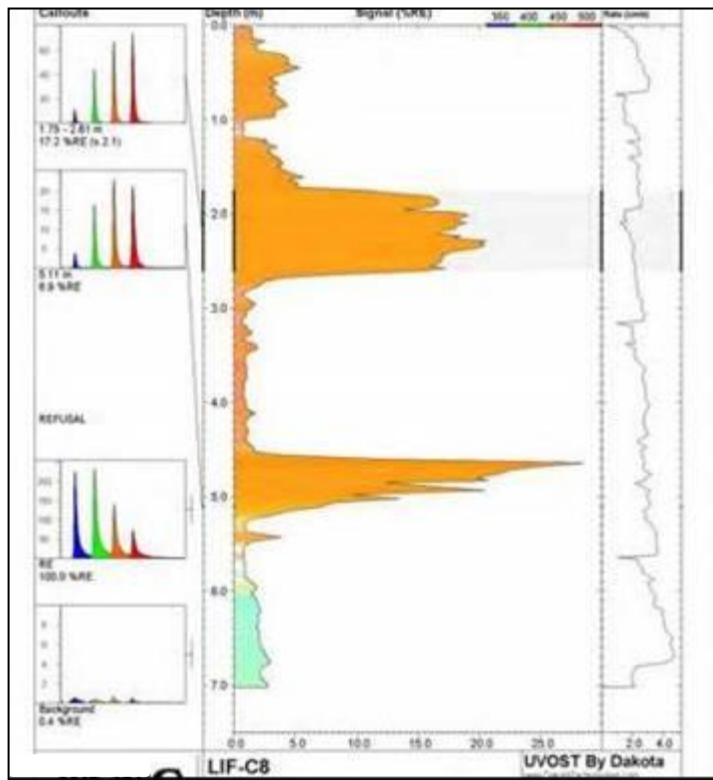 Callouts
Depth (m)
Signal (%RE)
350 400 450 500
Rate (cm/s)
1.75 - 2.61 m
17.2 %RE (s 2.1)
5.11 m
6.9 %RE
REFUSAL
RE
100.0 %RE
Background
0.4 %RE
0.0
1.0
2.0
3.0
4.0
5.0
6.0
7.0
0.0 5.0 10.0 15.0 20.0 25.0
2.0 4.0
LIF-C8
UVOST By Dakota